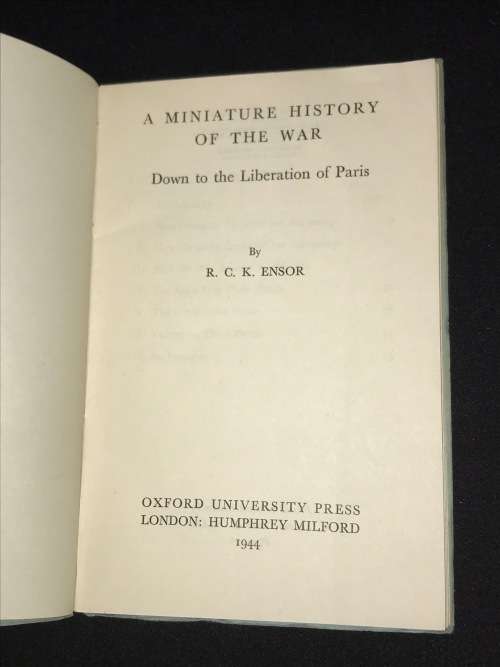 A MINIATURE HISTORY
OF THE WAR
Down to the Liberation of Paris
By
R. C. K. ENSOR
OXFORD UNIVERSITY PRESS
LONDON: HUMPHREY MILFORD
1944